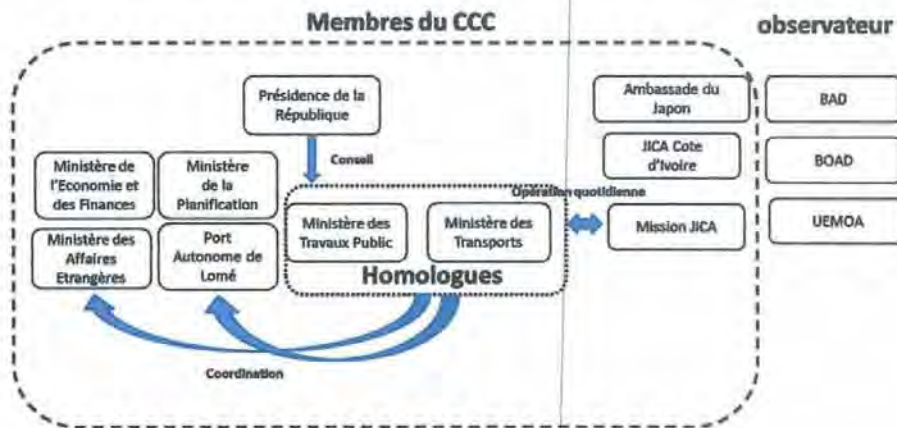 Membres du CCC
observateur
Présidence de la
République
Conseil
Ministère de
l'Economie et
des Finances
Ministère
de la
Planification
Ministère des
Affaires
Etrangères
Port
Autonome de
Lomé
Ministère des
Travaux Public
Ministère des
Transports
Homologues
Opération quotidienne
Coordination
Ambassade du
Japon
JICA Cote
d'Ivoire
Mission JICA
BAD
BOAD
UEMOA